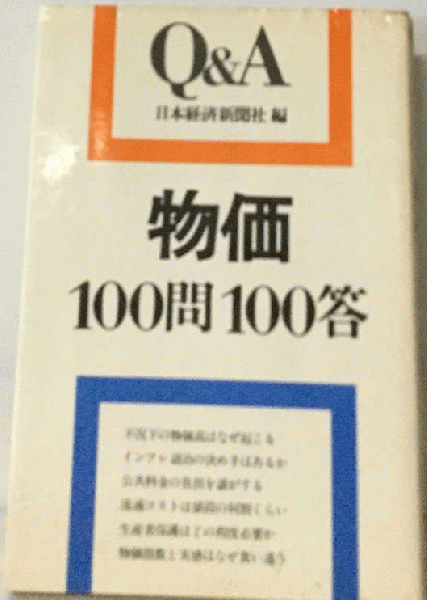 Q&A
日本経済新聞社 編
物価
100問100答
不況下の物価高はなぜ起こる
インフレ退治の決め手はあるか
公共料金の負担を誰がする
流通コストは値段の何割くらい
生産者保護はどの程度必要か
物価指数と実感はなぜ食い違う